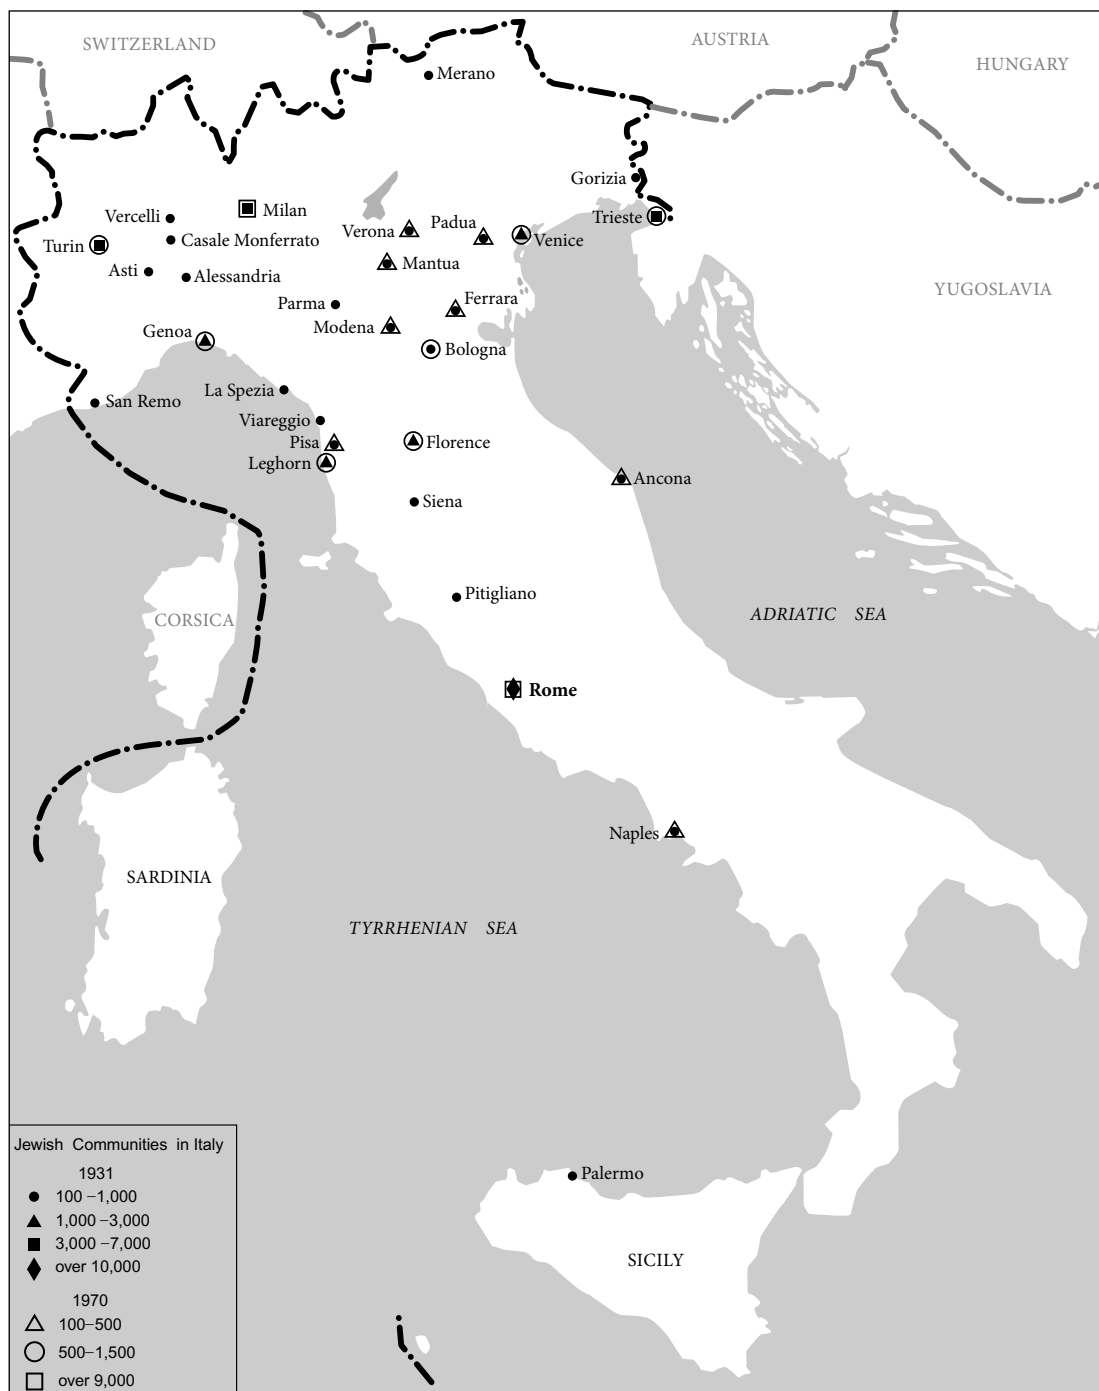 SWITZERLAND
AUSTRIA
HUNGARY
Merano
Gorizia
Vercelli
Milan
Trieste
Verona
Padua
Venice
Turin
Casale Monferrato
Mantua
Asti
Alessandria
YUGOSLAVIA
Parma
Ferrara
Modena
Genoa
Bologna
La Spezia
San Remo
Viareggio
Pisa
Florence
Leghorn
Ancona
Siena
Pitigliano
CORSICA
ADRIATIC SEA
Rome
Naples
SARDINIA
TYRRHENIAN SEA
Palermo
SICILY
Jewish Communities in Italy
1931
100 –1,000
1,000 –3,000
3,000 –7,000
over 10,000
1970
100–500
500–1,500
over 9,000